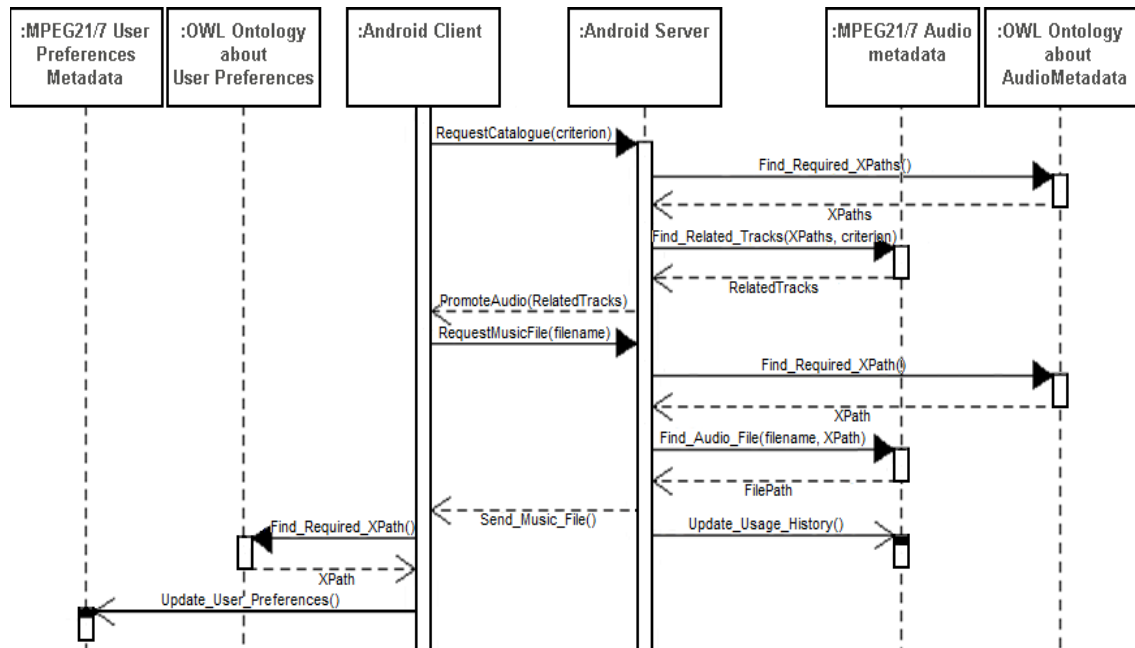 :MPEG21/7 User
Preferences
Metadata
:OWL Ontology
about
User Preferences
:Android Client
:Android Server
:MPEG21/7 Audio
metadata
:OWL Ontology
about
AudioMetadata
RequestCatalogue(criterion)
Find_Required_XPaths()
XPaths
Find_Related_Tracks(XPaths, criterion)
RelatedTracks
PromoteAudio(RelatedTracks)
RequestMusicFile(filename)
Find_Required_XPath()
XPath
Find_Audio_File(filename, XPath)
FilePath
Send_Music_File()
Update_Usage_History()
Find_Required_XPath()
XPath
Update_User_Preferences()